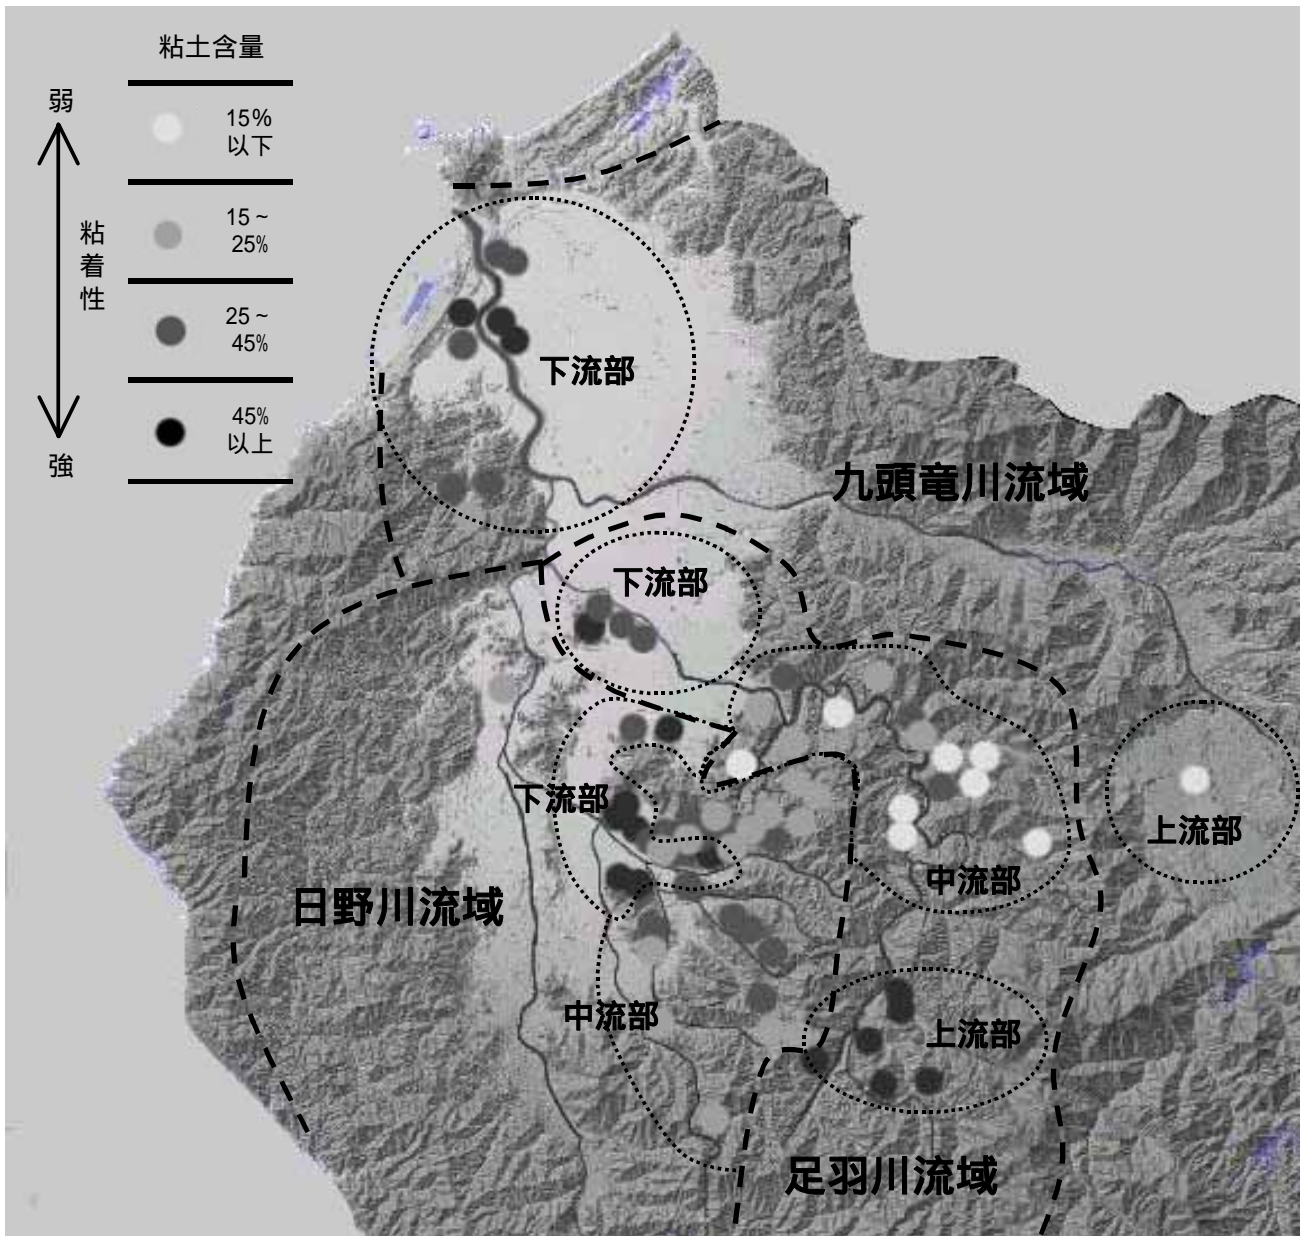 粘土含量
弱
15%
以下
15 ~
25%
粘着性
25 ~
45%
45%
以上
強
下流部
九頭竜川流域
下流部
下流部
上流部
中流部
日野川流域
中流部
上流部
足羽川流域